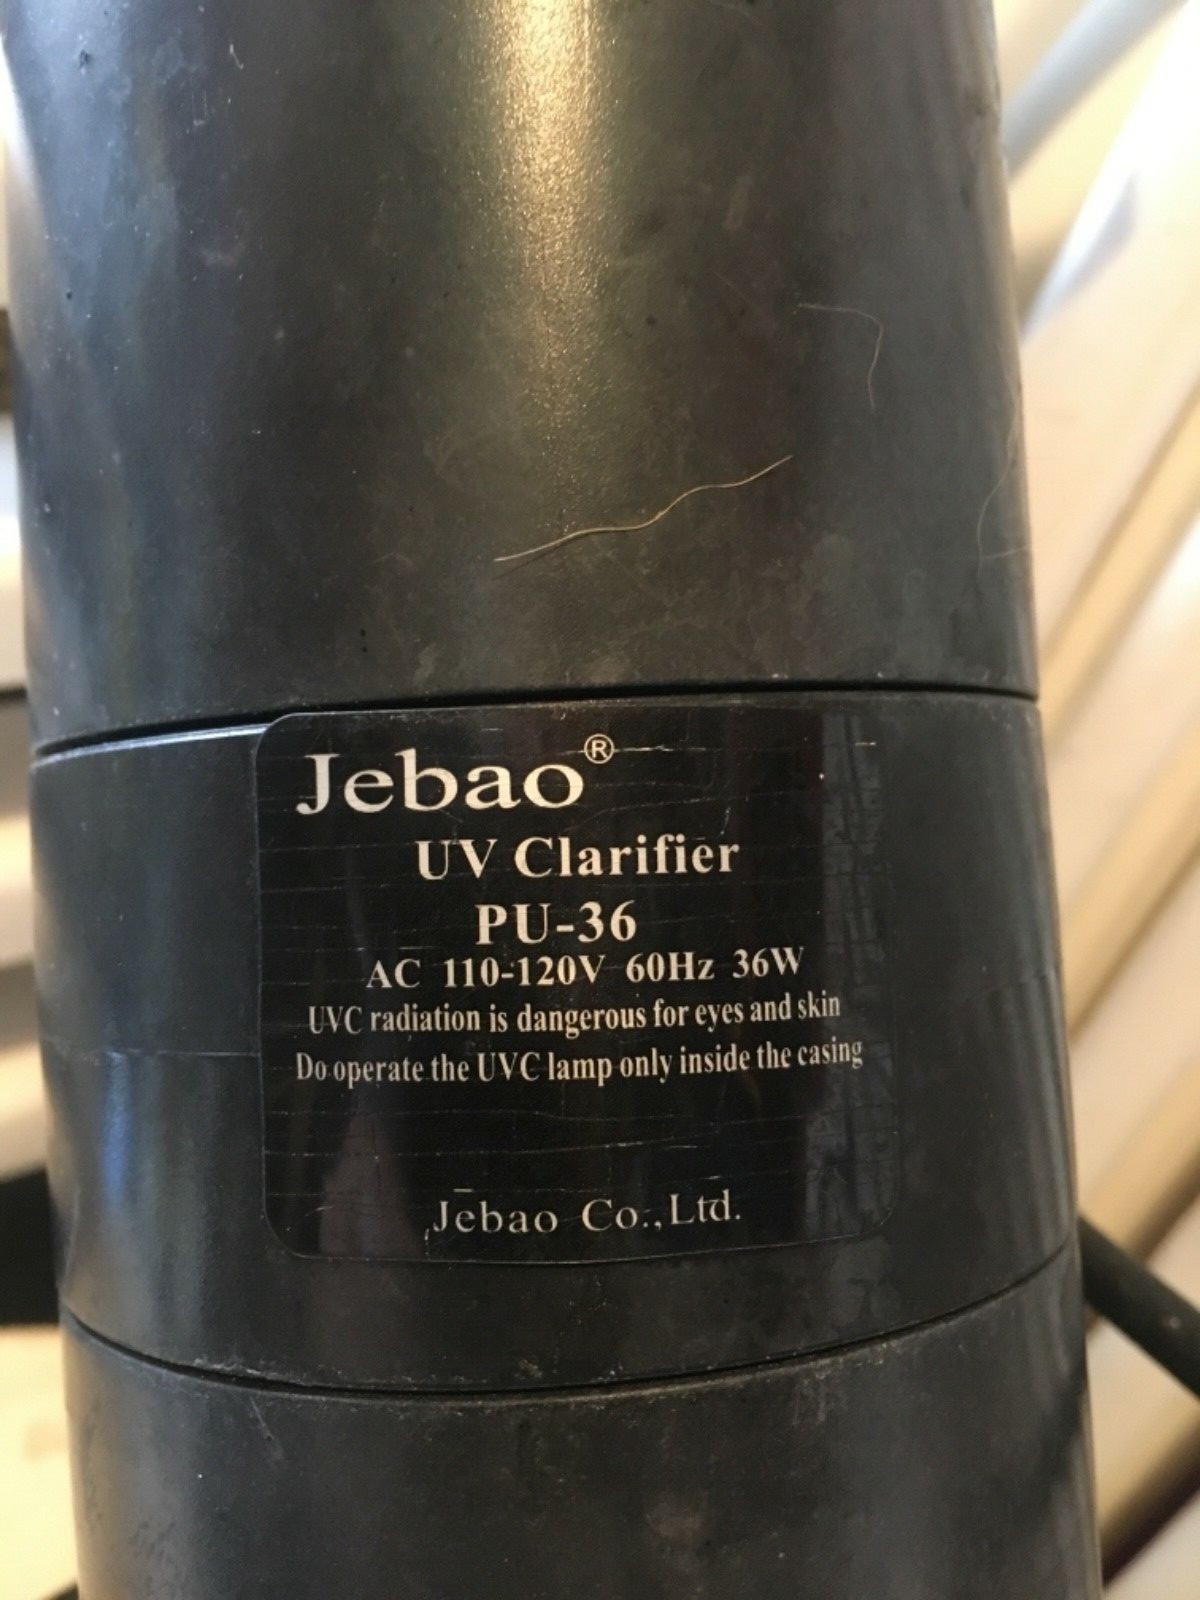 Jebao®
UV Clarifier
PU-36
AC 110-120V 60Hz 36W
UVC radiation is dangerous for eyes and skin
Do operate the UVC lamp only inside the casing
Jebao Co.,Ltd.